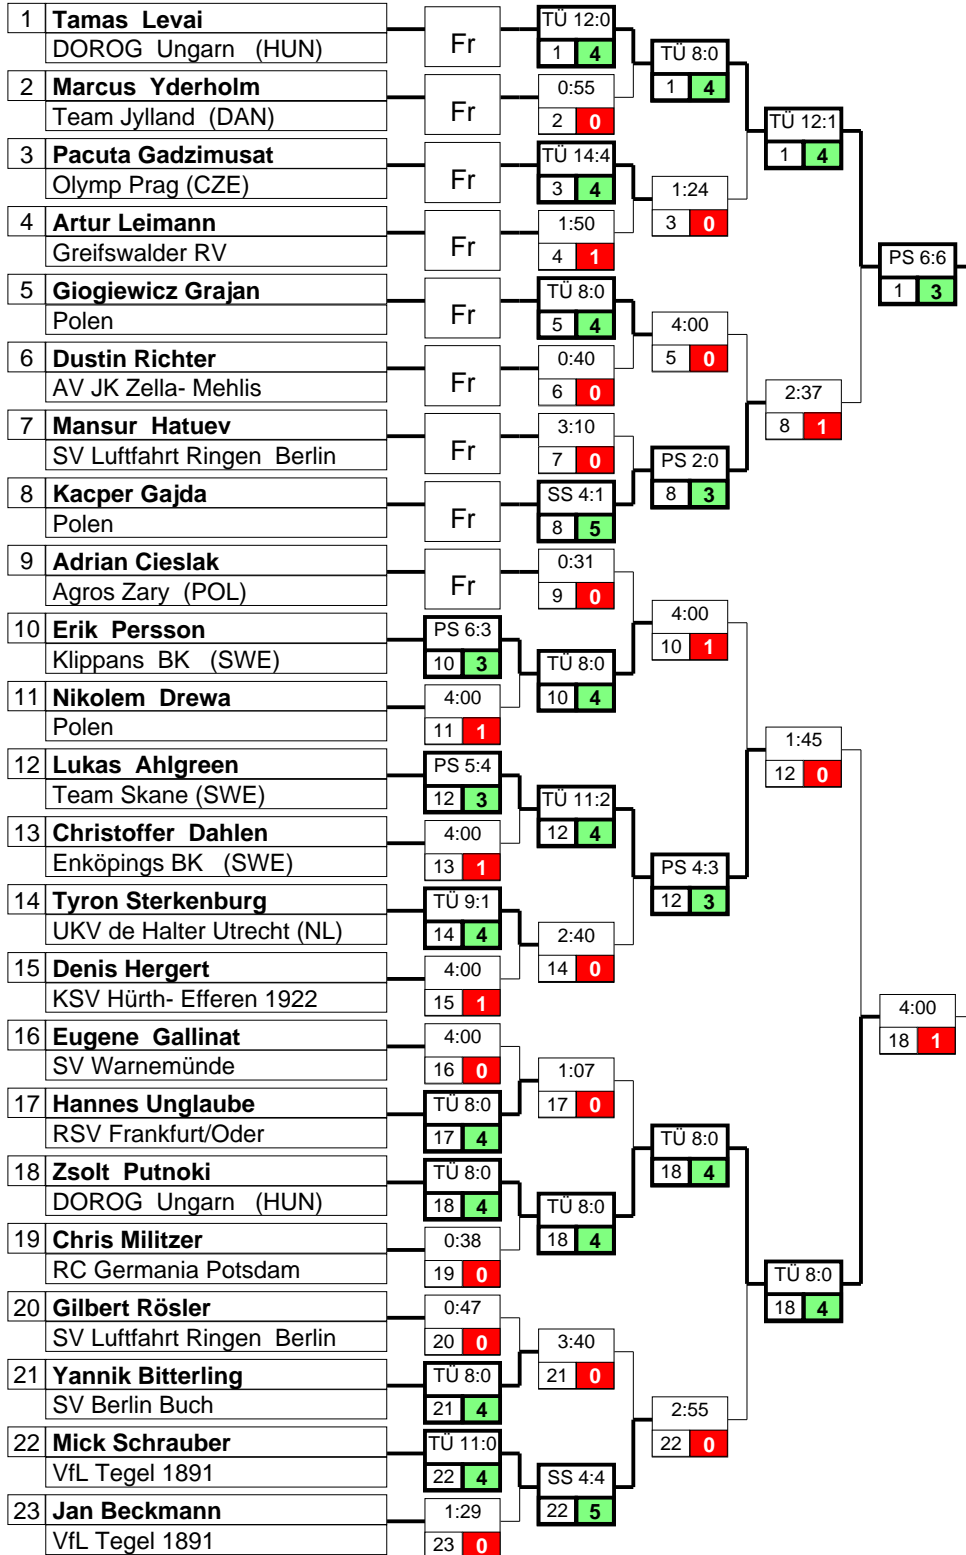 1 Tamas Levai
DOROG Ungarn (HUN)
Fr
TÜ 12:0
1 4
TÜ 8:0
1 4
2 Marcus Yderholm
Team Jylland (DAN)
Fr
0:55
2 0
TÜ 12:1
1 4
3 Pacuta Gadzimusat
Olymp Prag (CZE)
Fr
TÜ 14:4
3 4
1:24
3 0
4 Artur Leimann
Greifswalder RV
Fr
1:50
4 1
PS 6:6
1 3
5 Giogiewicz Grajan
Polen
Fr
TÜ 8:0
5 4
4:00
5 0
6 Dustin Richter
AV JK Zella- Mehlis
Fr
0:40
6 0
2:37
8 1
7 Mansur Hatuev
SV Luftfahrt Ringen Berlin
Fr
3:10
7 0
PS 2:0
8 3
8 Kacper Gajda
Polen
Fr
SS 4:1
8 5
9 Adrian Cieslak
Agros Zary (POL)
Fr
0:31
9 0
4:00
10 1
10 Erik Persson
Klippans BK (SWE)
PS 6:3
10 3
TÜ 8:0
10 4
11 Nikolem Drewa
Polen
4:00
11 1
1:45
12 0
12 Lukas Ahlgreen
Team Skane (SWE)
PS 5:4
12 3
TÜ 11:2
12 4
13 Christoffer Dahlen
Enköpings BK (SWE)
4:00
13 1
PS 4:3
12 3
14 Tyron Sterkenburg
UKV de Halter Utrecht (NL)
TÜ 9:1
14 4
2:40
14 0
15 Denis Hergert
KSV Hürth- Efferen 1922
4:00
15 1
4:00
18 1
16 Eugene Gallinat
SV Warnemünde
4:00
16 0
1:07
17 0
17 Hannes Unglaube
RSV Frankfurt/Oder
TÜ 8:0
17 4
TÜ 8:0
18 4
18 Zsolt Putnoki
DOROG Ungarn (HUN)
TÜ 8:0
18 4
TÜ 8:0
18 4
19 Chris Militzer
RC Germania Potsdam
0:38
19 0
TÜ 8:0
18 4
20 Gilbert Rösler
SV Luftfahrt Ringen Berlin
0:47
20 0
3:40
21 0
21 Yannik Bitterling
SV Berlin Buch
TÜ 8:0
21 4
2:55
22 0
22 Mick Schrauber
VfL Tegel 1891
TÜ 11:0
22 4
SS 4:4
22 5
23 Jan Beckmann
VfL Tegel 1891
1:29
23 0